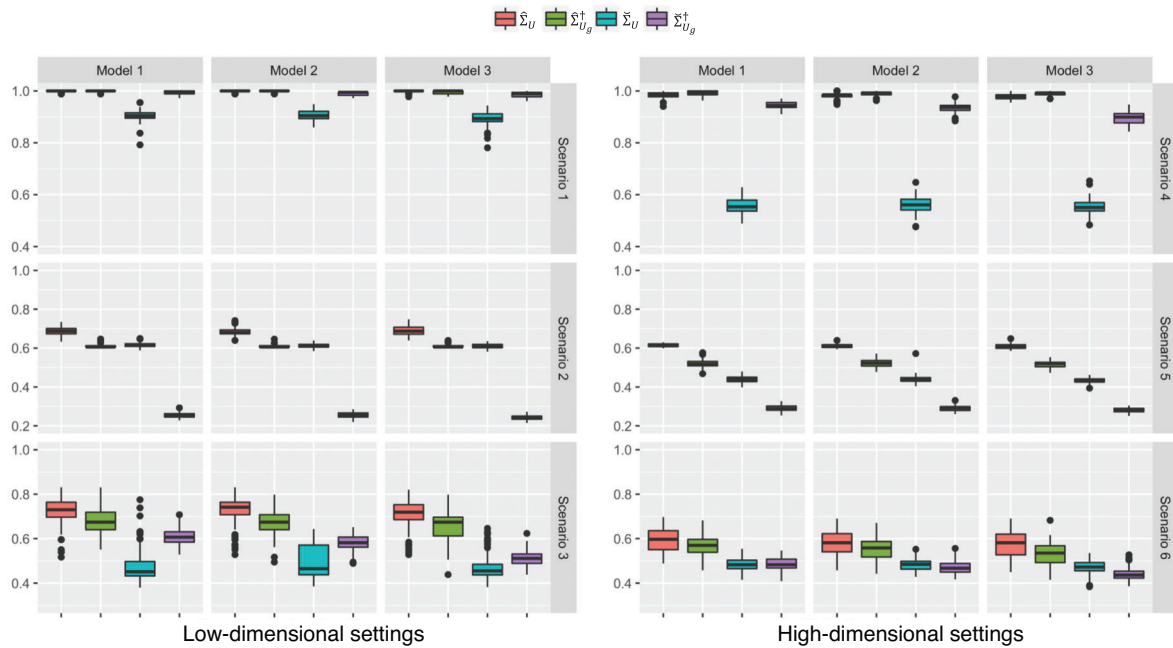 Σ̂_U Σ̂†_{U_g} Σ̆_U Σ̆†_{U_g}
Model 1 Model 2 Model 3
1.0
0.8
0.6
0.4
Scenario 1
1.0
0.8
0.6
0.4
0.2
Scenario 2
1.0
0.8
0.6
0.4
Scenario 3
Low-dimensional settings
Model 1 Model 2 Model 3
1.0
0.8
0.6
0.4
Scenario 4
1.0
0.8
0.6
0.4
0.2
Scenario 5
1.0
0.8
0.6
0.4
Scenario 6
High-dimensional settings